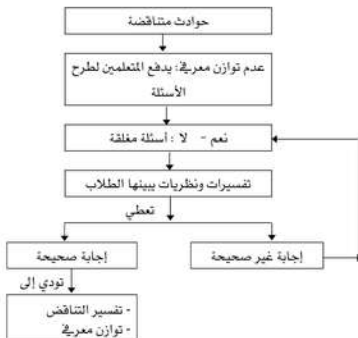 حوادث متناقضة
عدم توازن معرفي: يدفع المتعلمين لطرح
الأسئلة
نعم - لا : أسئلة مغلقة
تفسيرات ونظريات يبينها الطلاب
تعطي
إجابة صحيحة
إجابة غير صحيحة
تودي إلى
- تفسير التناقض
- توازن معرفي